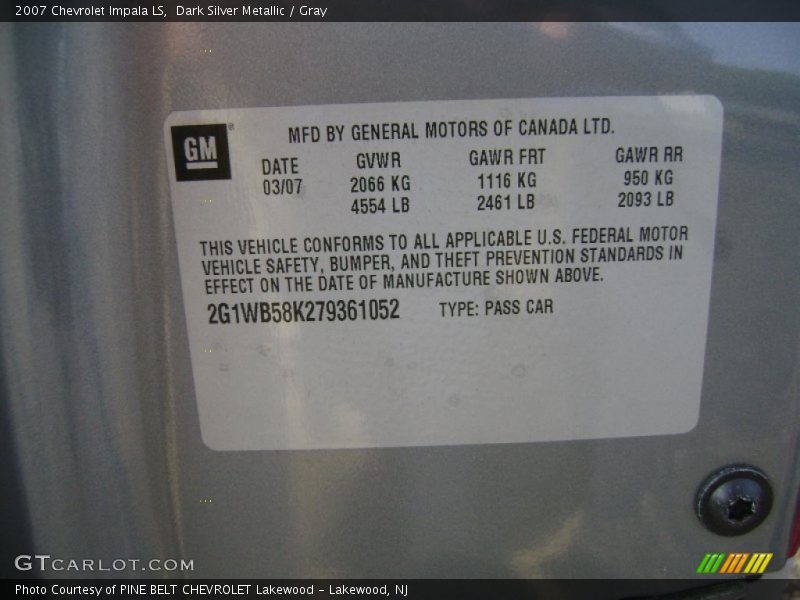 2007 Chevrolet Impala LS,  Dark Silver Metallic / Gray
GM ®
MFD BY GENERAL MOTORS OF CANADA LTD.
DATE GVWR GAWR FRT GAWR RR
03/07 2066 KG 1116 KG 950 KG
4554 LB 2461 LB 2093 LB
THIS VEHICLE CONFORMS TO ALL APPLICABLE U.S. FEDERAL MOTOR
VEHICLE SAFETY, BUMPER, AND THEFT PREVENTION STANDARDS IN
EFFECT ON THE DATE OF MANUFACTURE SHOWN ABOVE.
2G1WB58K279361052 TYPE: PASS CAR
GTCARLOT.COM
Photo Courtesy of PINE BELT CHEVROLET Lakewood - Lakewood, NJ